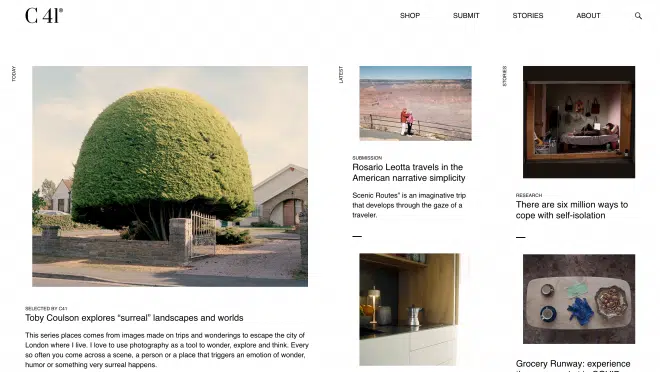 C 41®
SHOP
SUBMIT
STORIES
ABOUT
TODAY
SELECTED BY C41
Toby Coulson explores “surreal” landscapes and worlds
This series places comes from images made on trips and wonderings to escape the city of
London where I live. I love to use photography as a tool to wonder, explore and think. Every
so often you come across a scene, a person or a place that triggers an emotion of wonder,
humor or something very surreal happens.
LATEST
SUBMISSION
Rosario Leotta travels in the
American narrative simplicity
Scenic Routes” is an imaginative trip
that develops through the gaze of a
traveler.
STORIES
RESEARCH
There are six million ways to
cope with self-isolation
Grocery Runway: experience